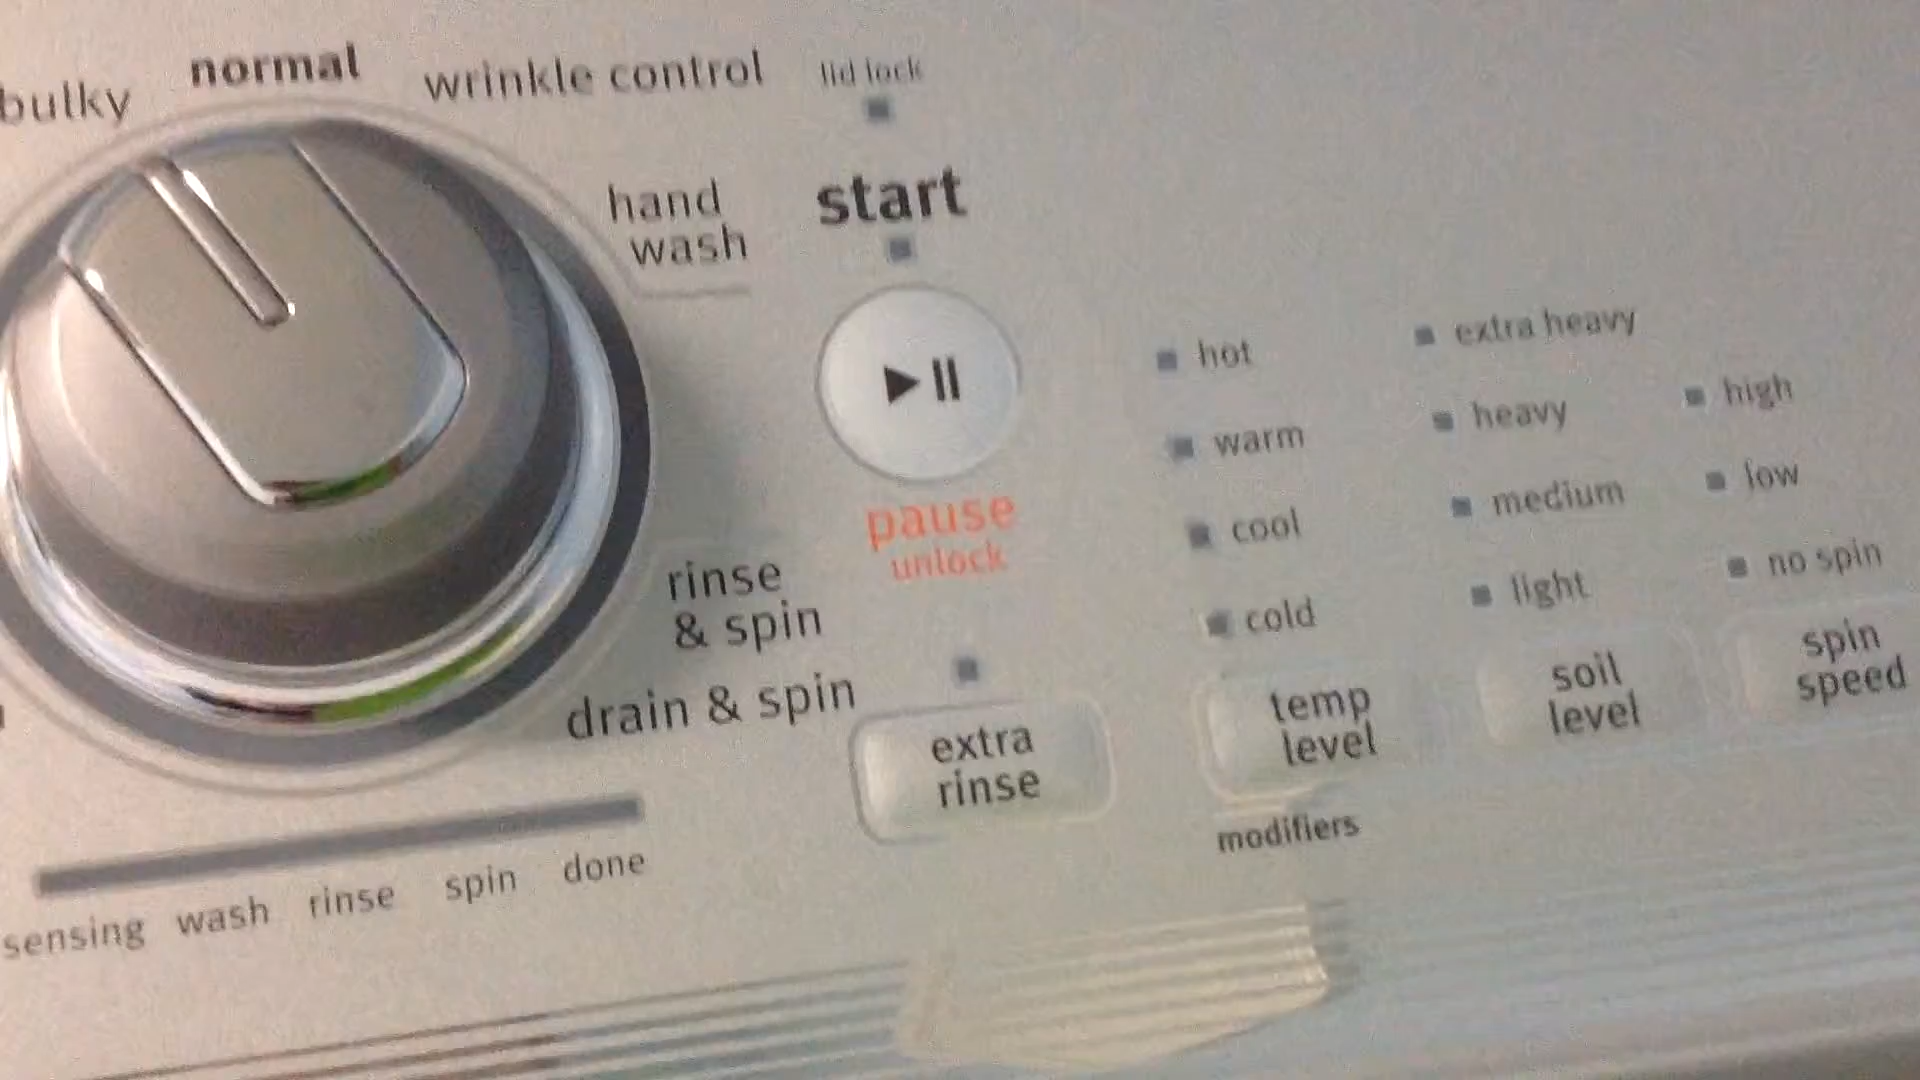 bulky
normal
wrinkle control
lid lock
hand
wash
start
pause
unlock
rinse
& spin
drain & spin
extra
rinse
hot
warm
cool
cold
temp
level
extra heavy
heavy
medium
light
soil
level
high
low
no spin
spin
speed
modifiers
sensing wash rinse spin done